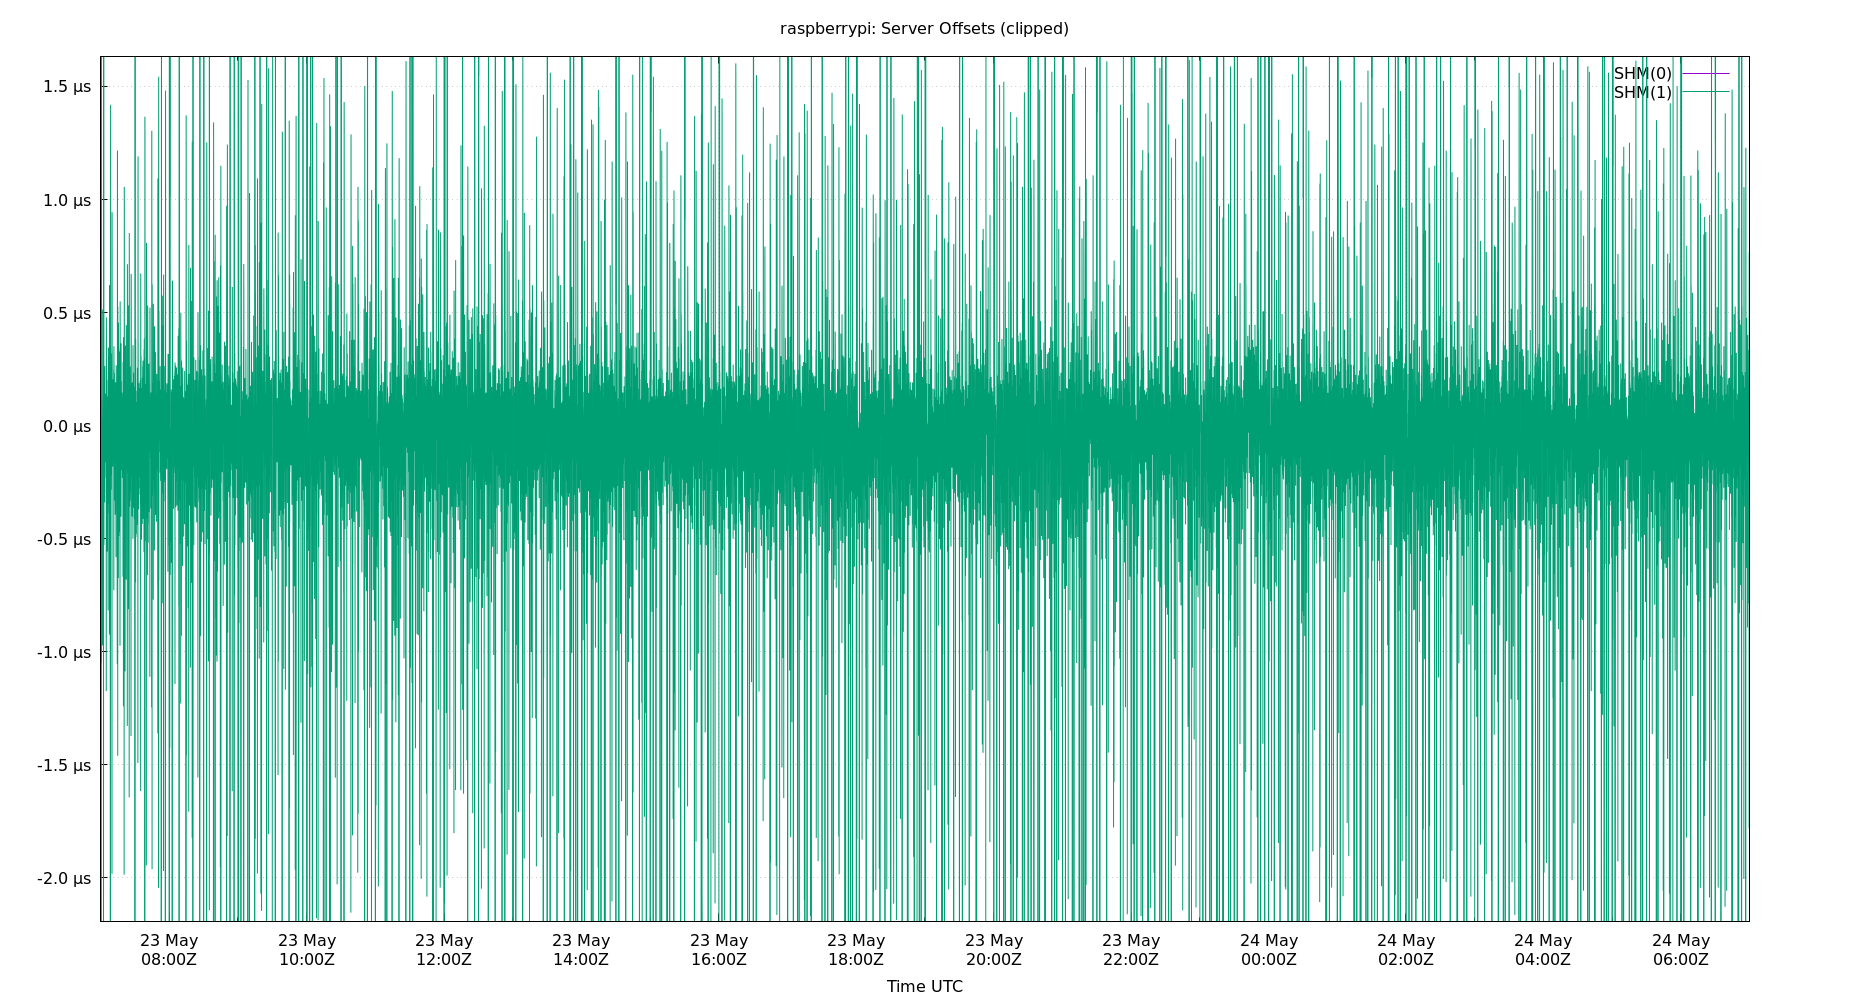 raspberrypi: Server Offsets (clipped)
SHM(0)
SHM(1)
1.5 µs
1.0 µs
0.5 µs
0.0 µs
-0.5 µs
-1.0 µs
-1.5 µs
-2.0 µs
23 May 23 May 23 May 23 May 23 May 23 May 23 May 23 May 24 May 24 May 24 May 24 May
08:00Z 10:00Z 12:00Z 14:00Z 16:00Z 18:00Z 20:00Z 22:00Z 00:00Z 02:00Z 04:00Z 06:00Z
Time UTC